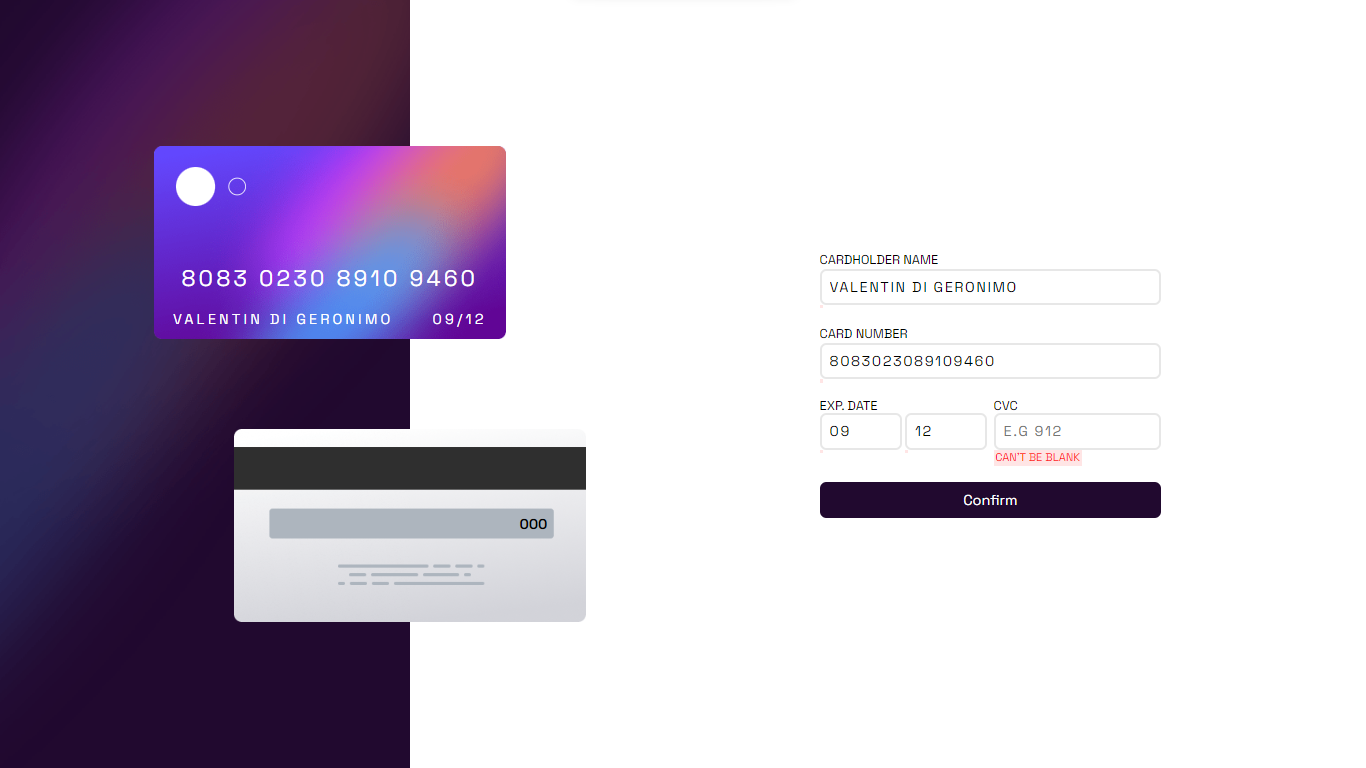 8083 0230 8910 9460
VALENTIN DI GERONIMO 09/12
000
CARDHOLDER NAME
VALENTIN DI GERONIMO
CARD NUMBER
8083023089109460
EXP. DATE CVC
09 12 E.G 912
CAN'T BE BLANK
Confirm